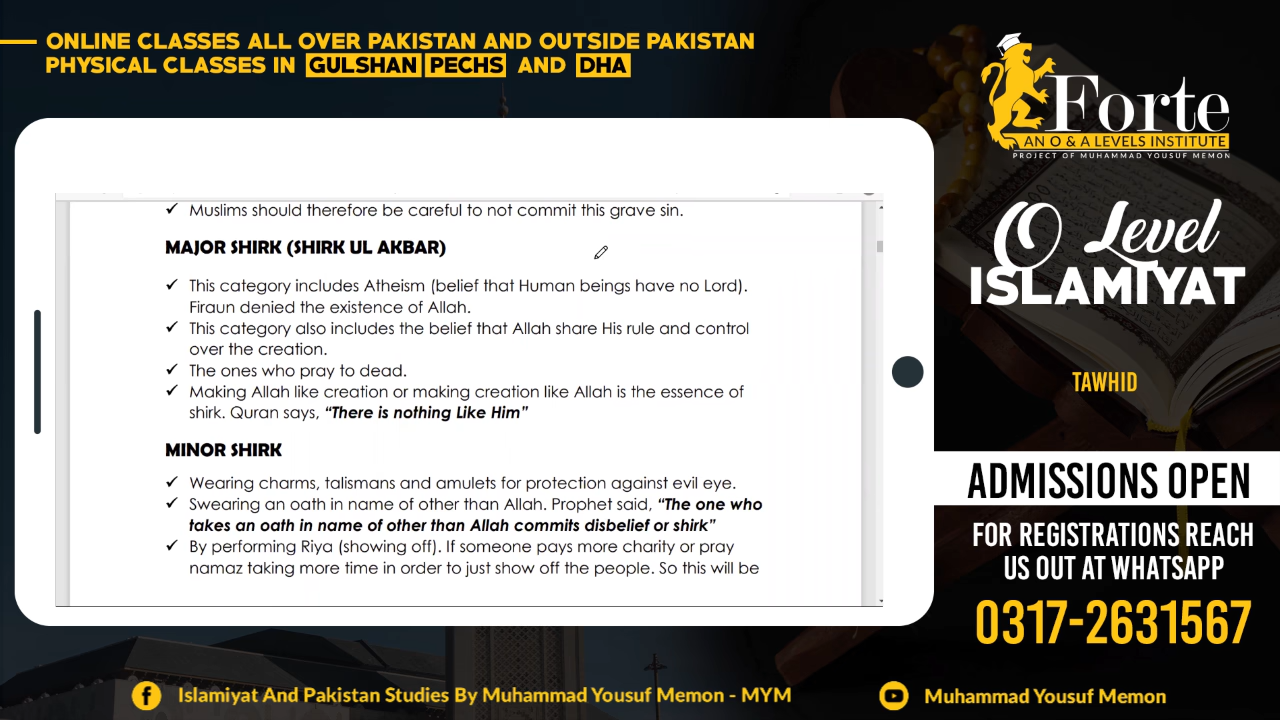 ONLINE CLASSES ALL OVER PAKISTAN AND OUTSIDE PAKISTAN
PHYSICAL CLASSES IN GULSHAN PECHS AND DHA
Forte
AN O & A LEVELS INSTITUTE
PROJECT OF MUHAMMAD YOUSUF MEMON
O Level
ISLAMIYAT
TAWHID
ADMISSIONS OPEN
FOR REGISTRATIONS REACH
US OUT AT WHATSAPP
0317-2631567
✓ Muslims should therefore be careful to not commit this grave sin.
MAJOR SHIRK (SHIRK UL AKBAR)
✓ This category includes Atheism (belief that Human beings have no Lord).
Firaun denied the existence of Allah.
✓ This category also includes the belief that Allah share His rule and control
over the creation.
✓ The ones who pray to dead.
✓ Making Allah like creation or making creation like Allah is the essence of
shirk. Quran says, “There is nothing Like Him”
MINOR SHIRK
✓ Wearing charms, talismans and amulets for protection against evil eye.
✓ Swearing an oath in name of other than Allah. Prophet said, “The one who
takes an oath in name of other than Allah commits disbelief or shirk”
✓ By performing Riya (showing off). If someone pays more charity or pray
namaz taking more time in order to just show off the people. So this will be
Islamiyat And Pakistan Studies By Muhammad Yousuf Memon - MYM
Muhammad Yousuf Memon